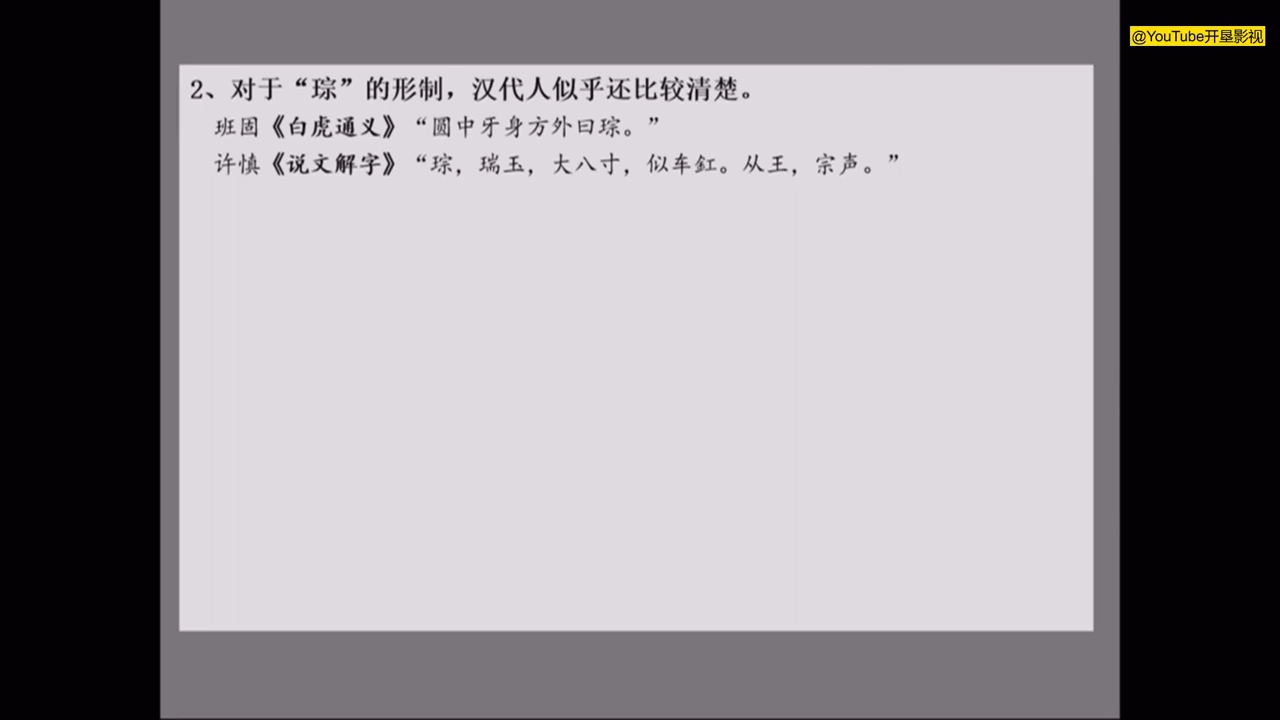 @YouTube开垦影视
2、对于“琮”的形制，汉代人似乎还比较清楚。
班固《白虎通义》“圆中牙身方外曰琮。”
许慎《说文解字》“琮，瑞玉，大八寸，似车釭。从王，宗声。”